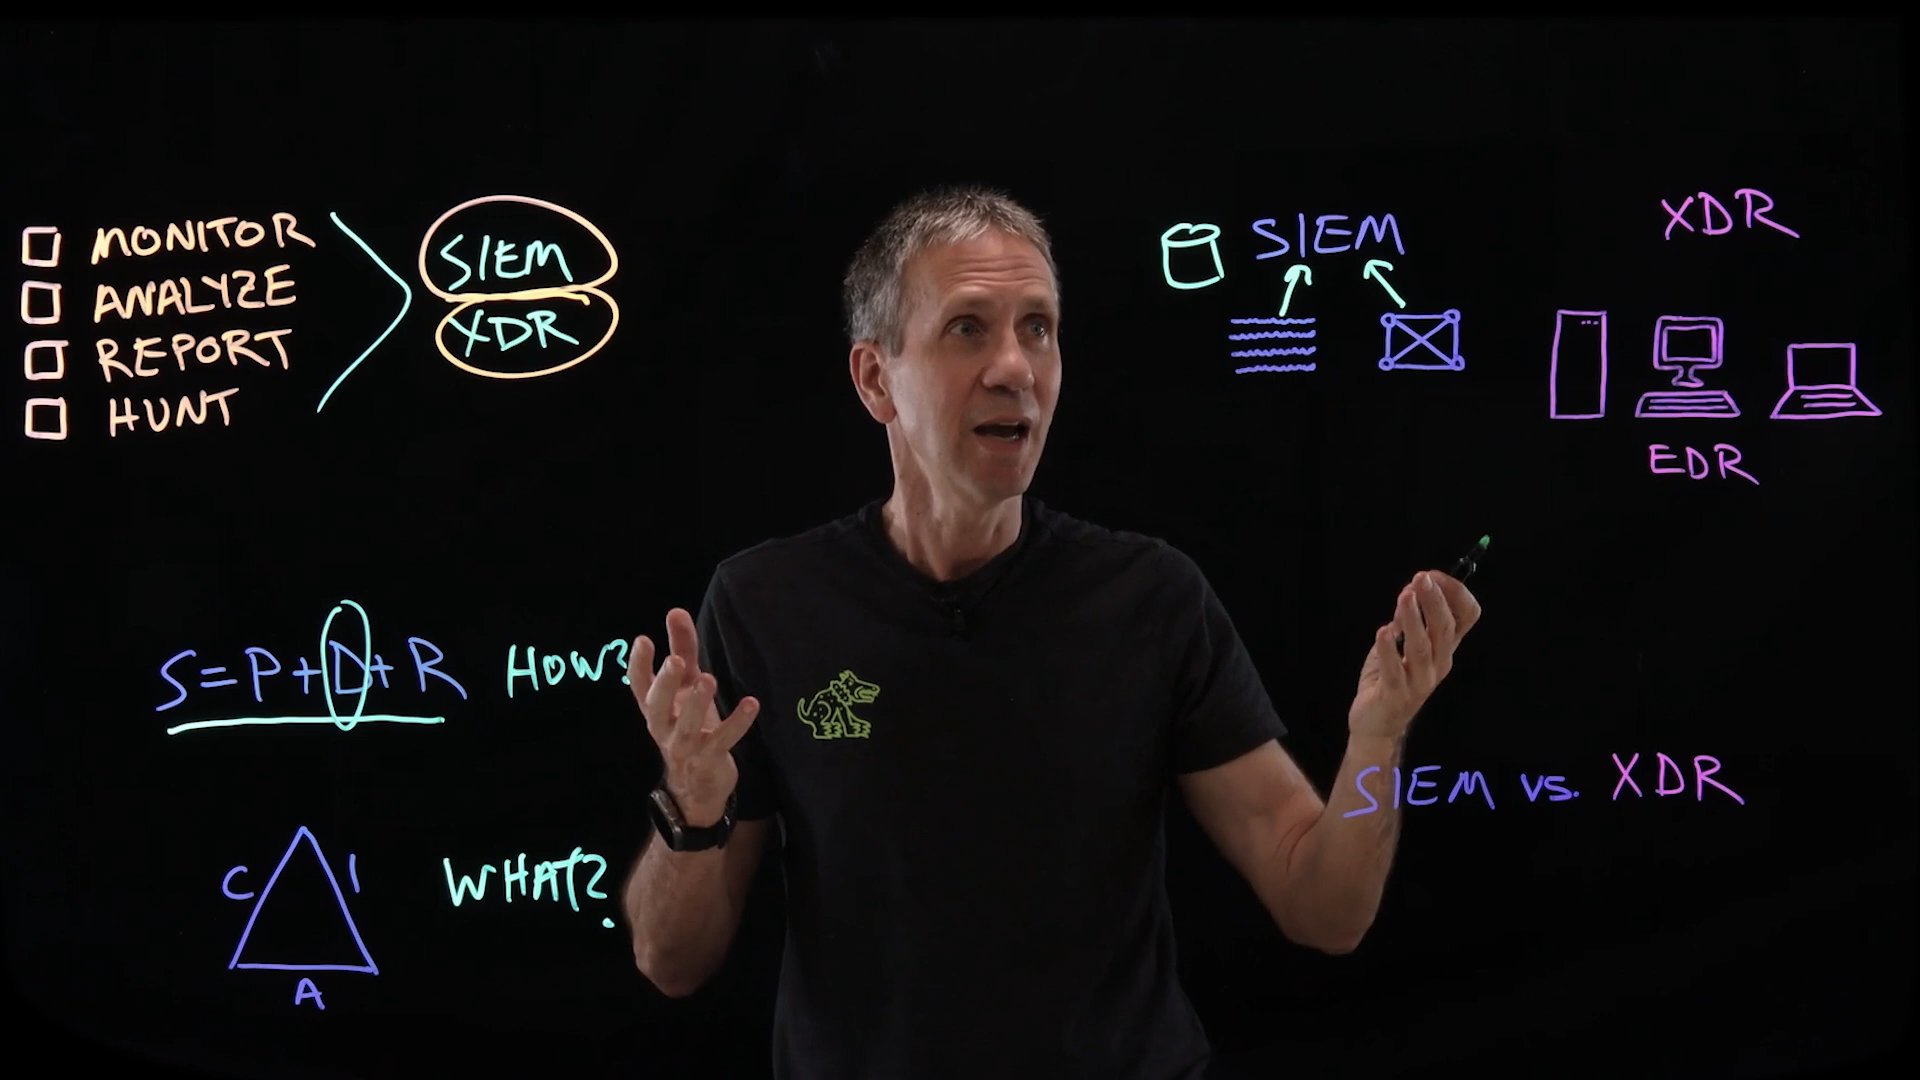 MONITOR
ANALYZE
REPORT
HUNT
SIEM
XDR
S=P+D+R HOW?
C I
A
WHAT?
SIEM
XDR
EDR
SIEM vs. XDR